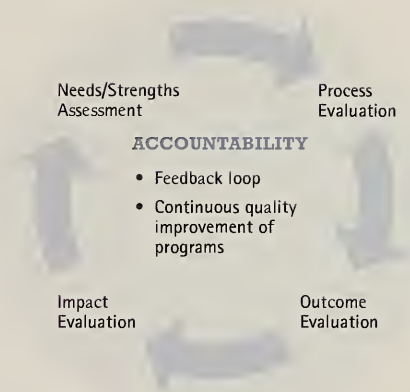 Needs/Strengths
Assessment
Process
Evaluation
ACCOUNTABILITY
• Feedback loop
• Continuous quality
improvement of
programs
Impact
Evaluation
Outcome
Evaluation